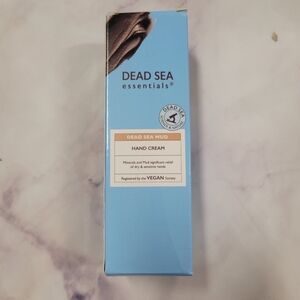 DEAD SEA
essentials®
DEAD SEA
DEAD SEA MUD
HAND CREAM
Minerals and Mud significant relief
of dry & sensitive hands
Registered by the VEGAN Society